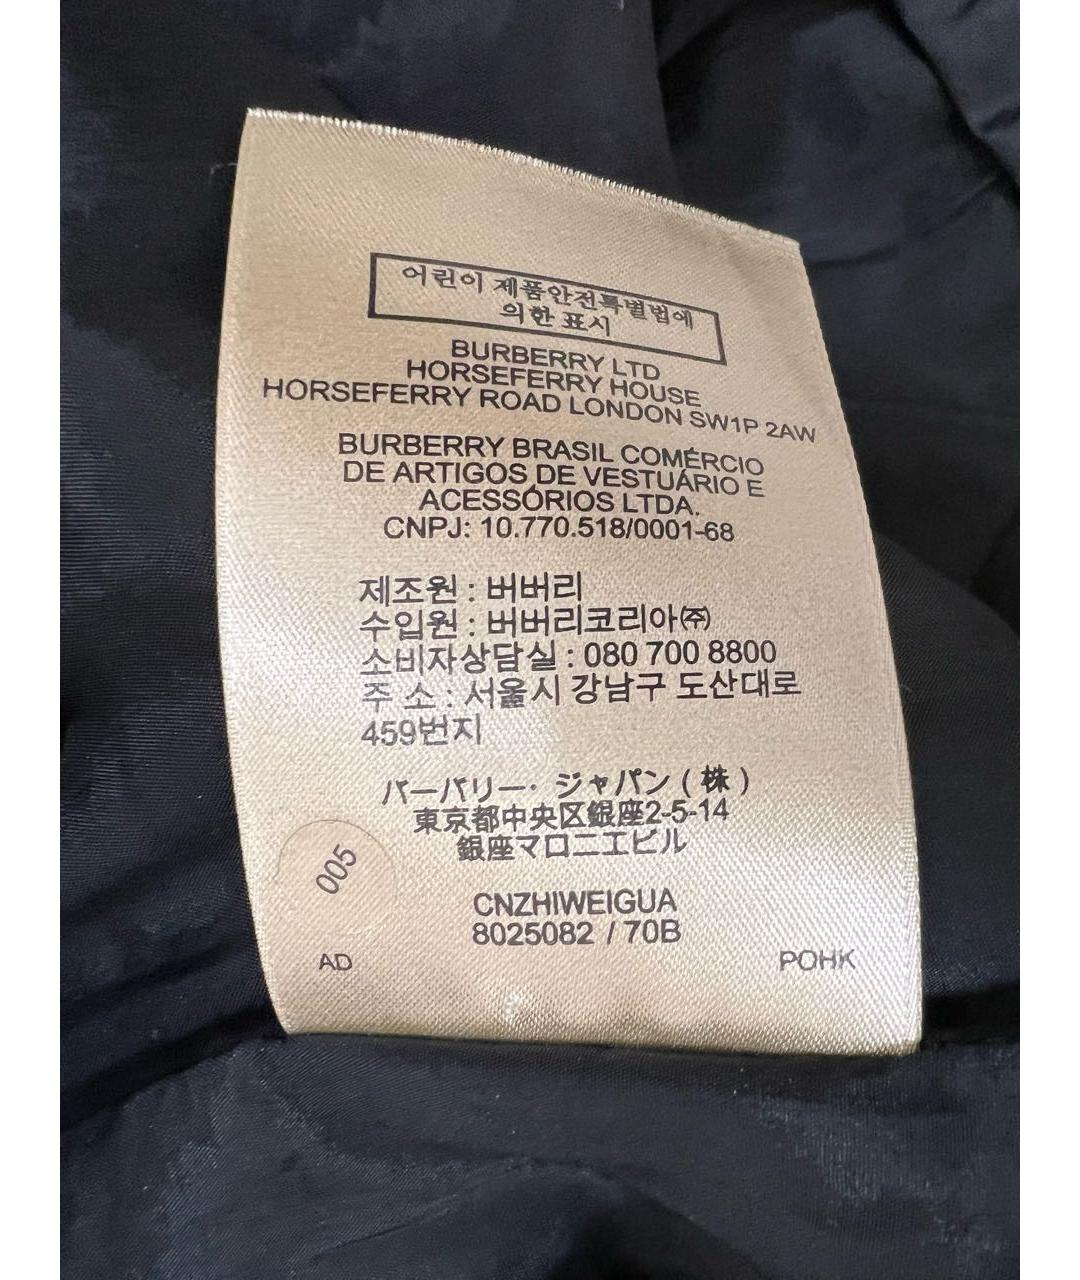 어린이 제품안전특별법에
의한 표시
BURBERRY LTD
HORSEFERRY HOUSE
HORSEFERRY ROAD LONDON SW1P 2AW
BURBERRY BRASIL COMÉRCIO
DE ARTIGOS DE VESTUÁRIO E
ACESSÓRIOS LTDA.
CNPJ: 10.770.518/0001-68
제조원 : 버버리
수입원 : 버버리코리아㈜
소비자상담실 : 080 700 8800
주 소 : 서울시 강남구 도산대로
459번지
バーバリー・ジャパン ( 株 )
東京都中央区銀座2-5-14
銀座マロニエビル
005
CNZHIWEIGUA
8025082 / 70B
AD
POHK